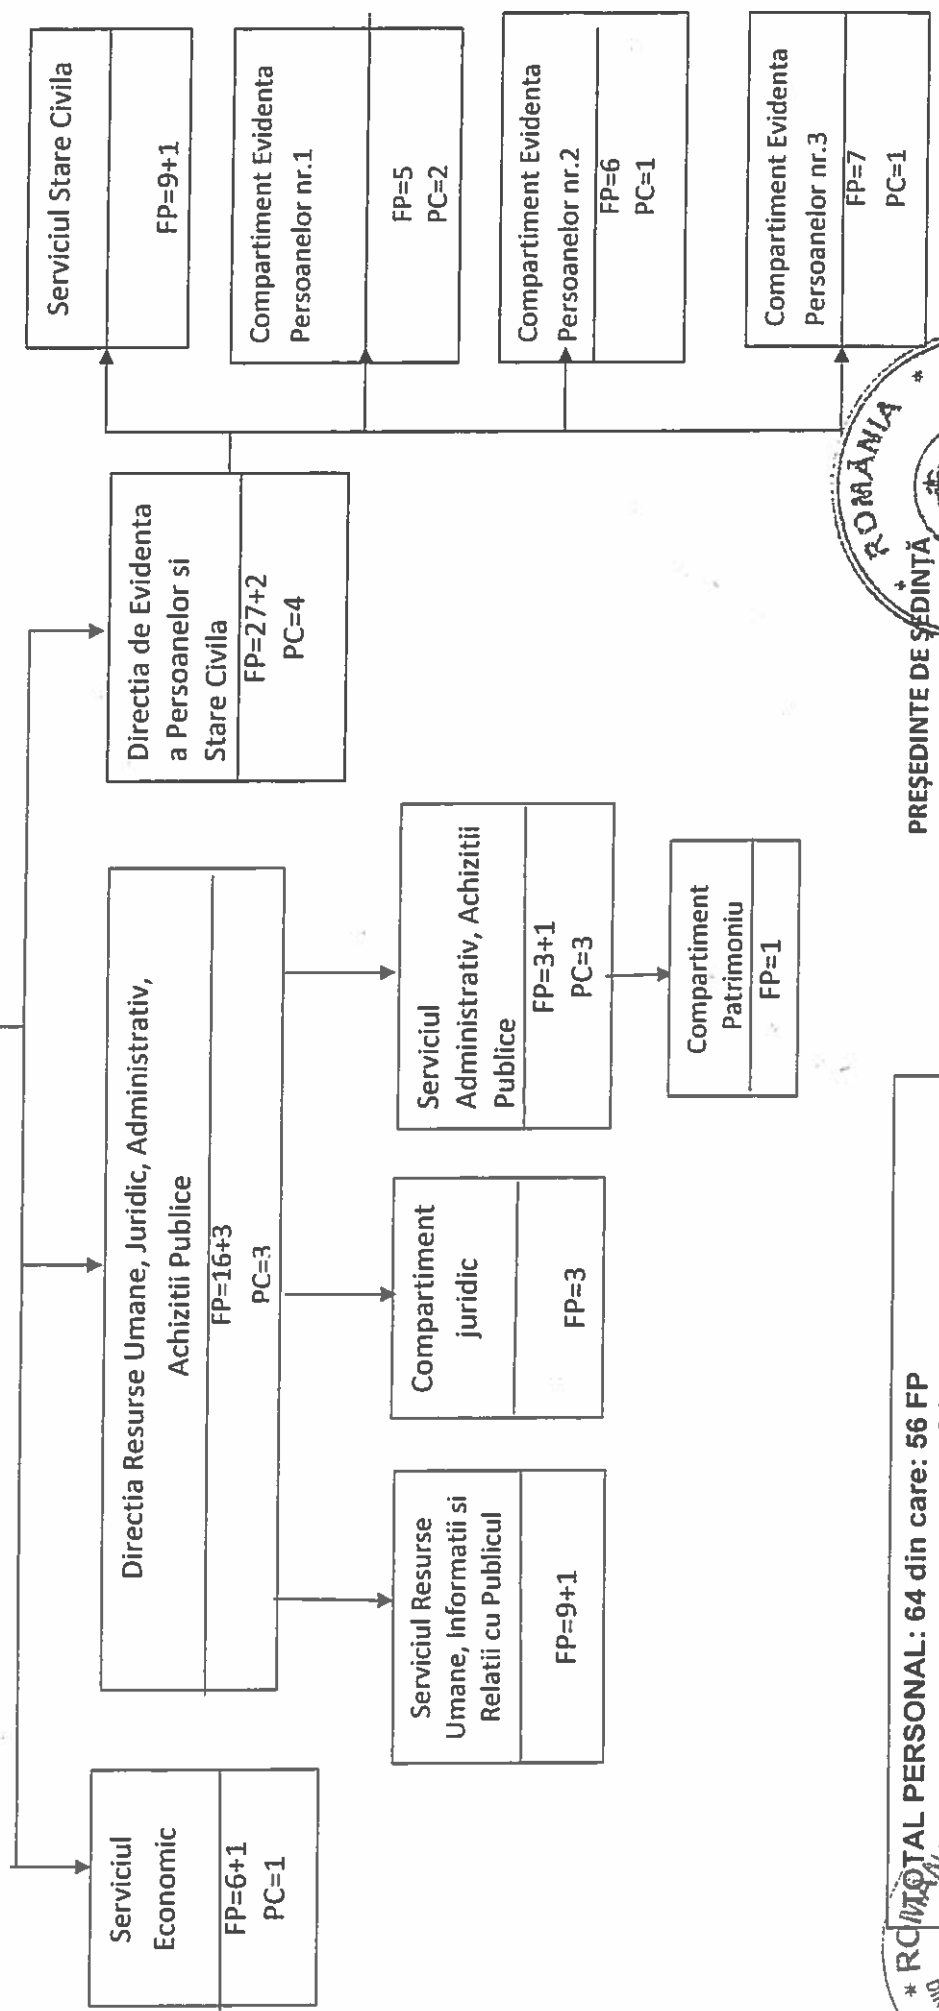 Serviciul
Economic
FP=6+1
PC=1
Directia Resurse Umane, Juridic, Administrativ,
Achizitii Publice
FP=16+3
PC=3
Directia de Evidenta
a Persoanelor si
Stare Civila
FP=27+2
PC=4
Serviciul Resurse
Umane, Informatii si
Relatii cu Publicul
FP=9+1
Compartiment
juridic
FP=3
Serviciul
Administrativ, Achizitii
Publice
FP=3+1
PC=3
Compartiment
Patrimoniu
FP=1
Serviciul Stare Civila
FP=9+1
Compartiment Evidenta
Persoanelor nr.1
FP=5
PC=2
Compartiment Evidenta
Persoanelor nr.2
FP=6
PC=1
Compartiment Evidenta
Persoanelor nr.3
FP=7
PC=1
TOTAL PERSONAL: 64 din care: 56 FP
PREŞEDINTE DE ŞEDINŢĂ
* ROMÂNIA *